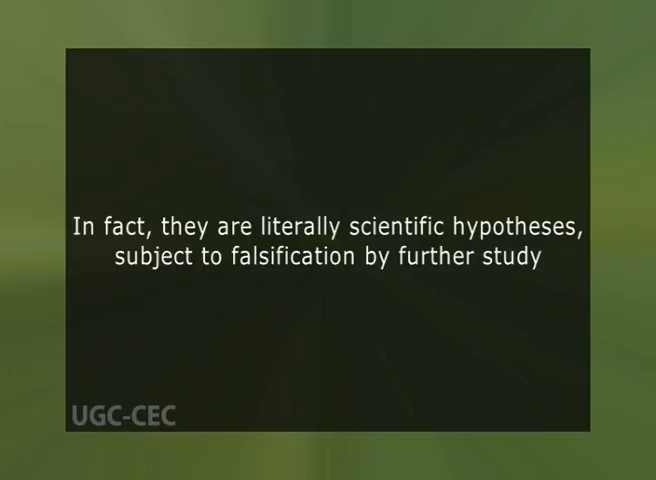 In fact, they are literally scientific hypotheses,
subject to falsification by further study
UGC-CEC